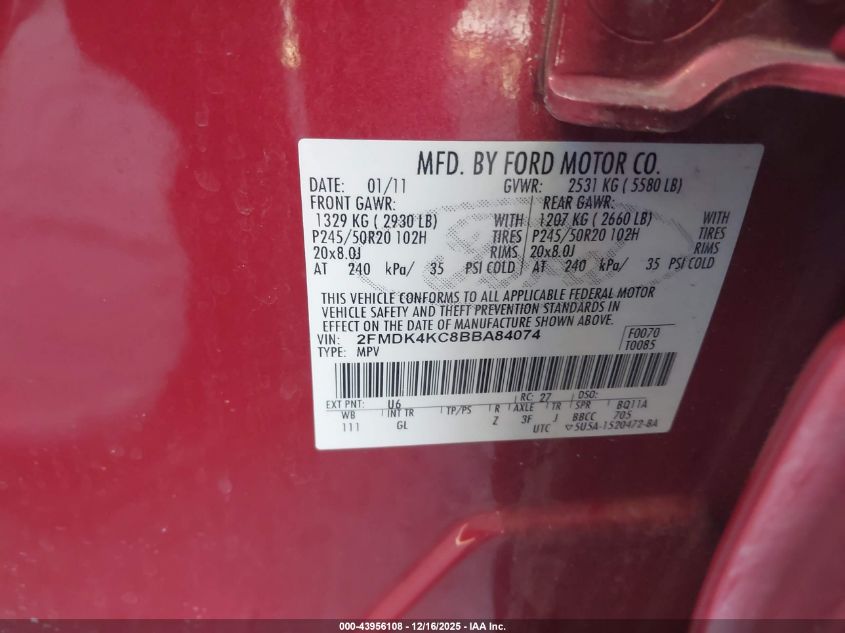 MFD. BY FORD MOTOR CO.
DATE: 01/11 GVWR: 2531 KG ( 5580 LB)
FRONT GAWR: REAR GAWR:
1329 KG ( 2930 LB) WITH 1207 KG ( 2660 LB) WITH
P245/50R20 102H TIRES P245/50R20 102H TIRES
20x8.0J RIMS 20x8.0J RIMS
AT 240 kPa/ 35 PSI COLD AT 240 kPa/ 35 PSI COLD
THIS VEHICLE CONFORMS TO ALL APPLICABLE FEDERAL MOTOR
VEHICLE SAFETY AND THEFT PREVENTION STANDARDS IN
EFFECT ON THE DATE OF MANUFACTURE SHOWN ABOVE.
VIN: 2FMDK4KC8BBA84074 F0070
TYPE: MPV T0085
EXT PNT: U6 RC: 27 DSO:
WB INT TR TP/PS R AXLE TR SPR BQ11A
111 GL Z 3F J BBCC 705
UTC 5U5A-1520472-BA
000-43956108 - 12/16/2025 - IAA Inc.